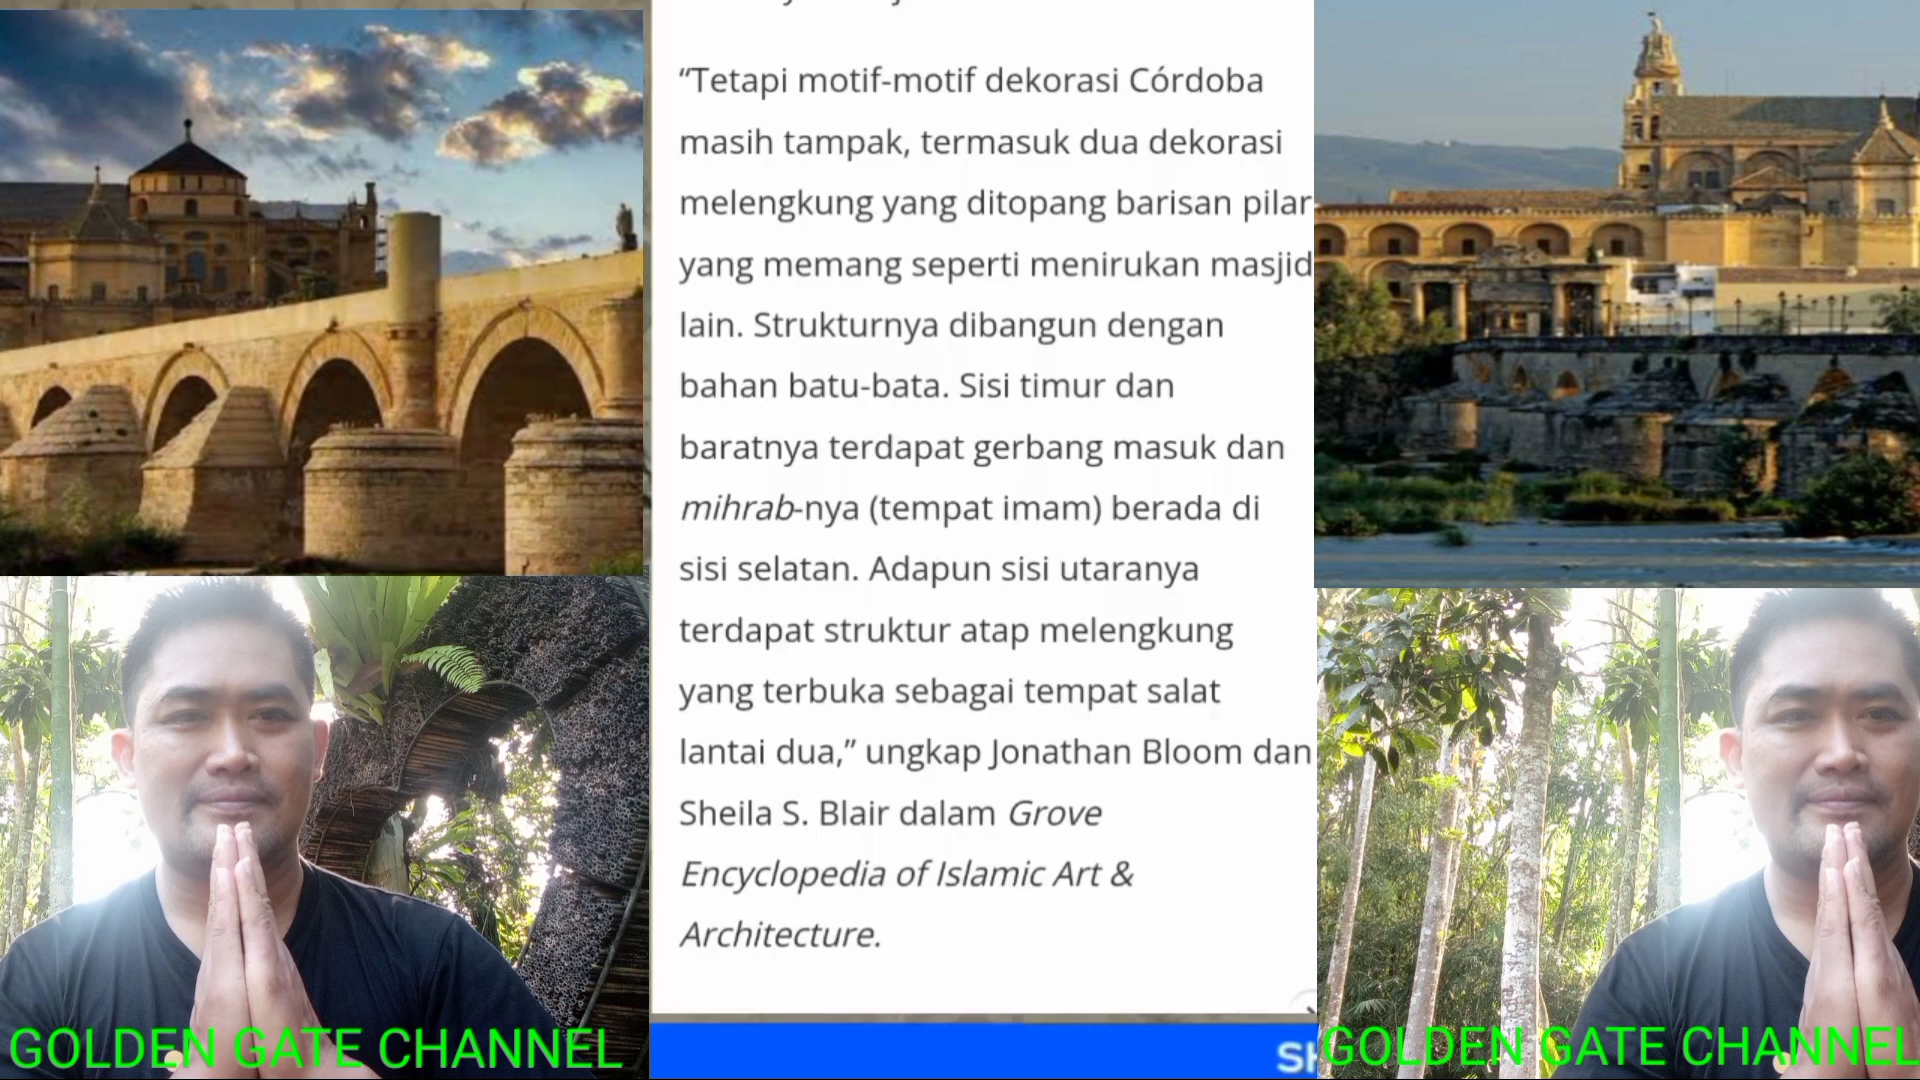 “Tetapi motif-motif dekorasi Córdoba
masih tampak, termasuk dua dekorasi
melengkung yang ditopang barisan pilar
yang memang seperti menirukan masjid
lain. Strukturnya dibangun dengan
bahan batu-bata. Sisi timur dan
baratnya terdapat gerbang masuk dan
mihrab-nya (tempat imam) berada di
sisi selatan. Adapun sisi utaranya
terdapat struktur atap melengkung
yang terbuka sebagai tempat salat
lantai dua,” ungkap Jonathan Bloom dan
Sheila S. Blair dalam Grove
Encyclopedia of Islamic Art &
Architecture.
GOLDEN GATE CHANNEL
GOLDEN GATE CHANNEL